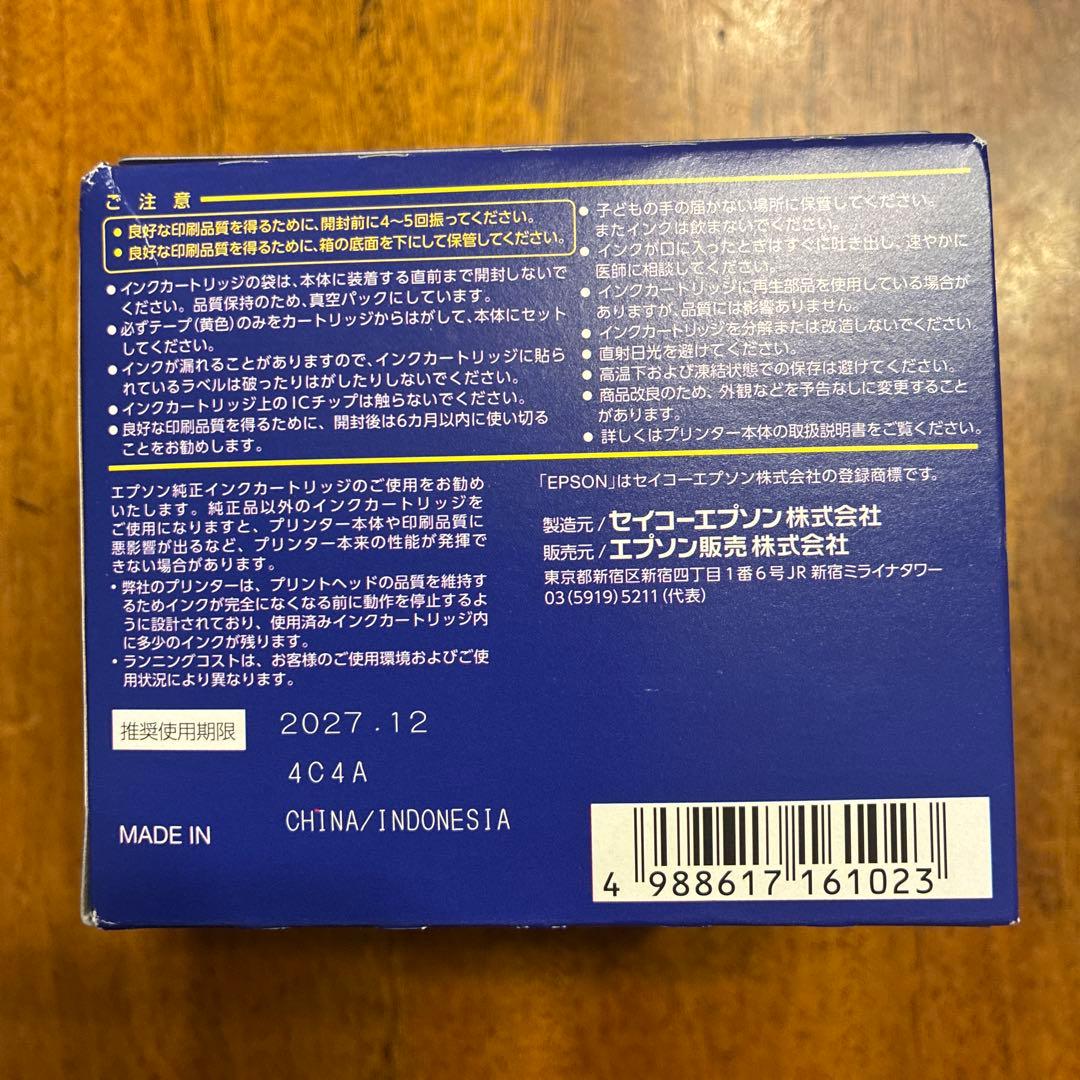 ご注意
● 良好な印刷品質を得るために、開封前に4～5回振ってください。
● 良好な印刷品質を得るために、箱の底面を下にして保管してください。
●インクカートリッジの袋は、本体に装着する直前まで開封しないで
ください。品質保持のため、真空パックにしています。
●必ずテープ(黄色)のみをカートリッジからはがして、本体にセット
してください。
●インクが漏れることがありますので、インクカートリッジに貼ら
れているラベルは破ったりはがしたりしないでください。
●インクカートリッジ上のICチップは触らないでください。
●良好な印刷品質を得るために、開封後は6カ月以内に使い切る
ことをお勧めします。
● 子どもの手の届かない場所に保管してください。
またインクは飲まないでください。
●インクが口に入ったときはすぐに吐き出し、速やかに
医師に相談してください。
●インクカートリッジに再生部品を使用している場合が
ありますが、品質には影響ありません。
●インクカートリッジを分解または改造しないでください。
● 直射日光を避けてください。
● 高温下および凍結状態での保存は避けてください。
● 商品改良のため、外観などを予告なしに変更すること
があります。
● 詳しくはプリンター本体の取扱説明書をご覧ください。
エプソン純正インクカートリッジのご使用をお勧め
いたします。純正品以外のインクカートリッジを
ご使用になりますと、プリンター本体や印刷品質に
悪影響が出るなど、プリンター本来の性能が発揮で
きない場合があります。
・弊社のプリンターは、プリントヘッドの品質を維持す
るためインクが完全になくなる前に動作を停止するよ
うに設計されており、使用済みインクカートリッジ内
に多少のインクが残ります。
・ランニングコストは、お客様のご使用環境およびご使
用状況により異なります。
「EPSON」はセイコーエプソン株式会社の登録商標です。
製造元/セイコーエプソン株式会社
販売元/エプソン販売株式会社
東京都新宿区新宿四丁目1番6号JR新宿ミライナタワー
03(5919)5211(代表)
推奨使用期限 2027.12
4C4A
MADE IN CHINA/INDONESIA
4 988617 161023